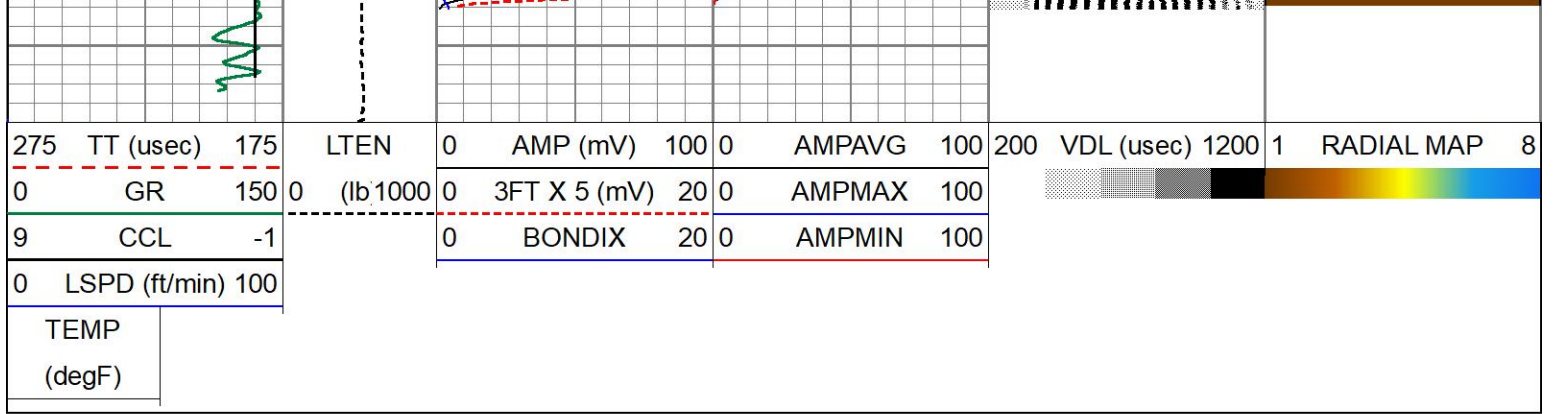 275 TT (usec) 175 LTEN 0 AMP (mV) 100 0 AMPAVG 100 200 VDL (usec) 1200 1 RADIAL MAP 8
0 GR 150 0 (lb 1000 0 3FT X 5 (mV) 20 0 AMPMAX 100
9 CCL -1 0 BONDIX 20 0 AMPMIN 100
0 LSPD (ft/min) 100
TEMP
(degF)